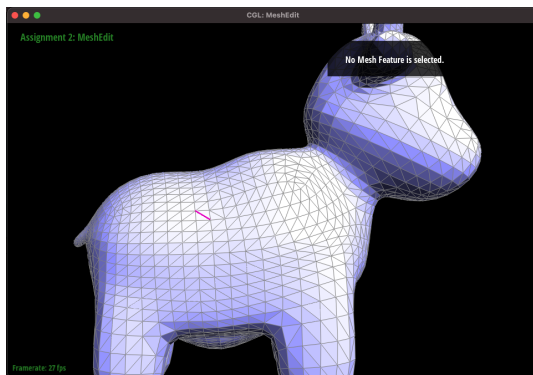 CGL: MeshEdit
Assignment 2: MeshEdit
No Mesh Feature is selected.
Framerate: 27 fps